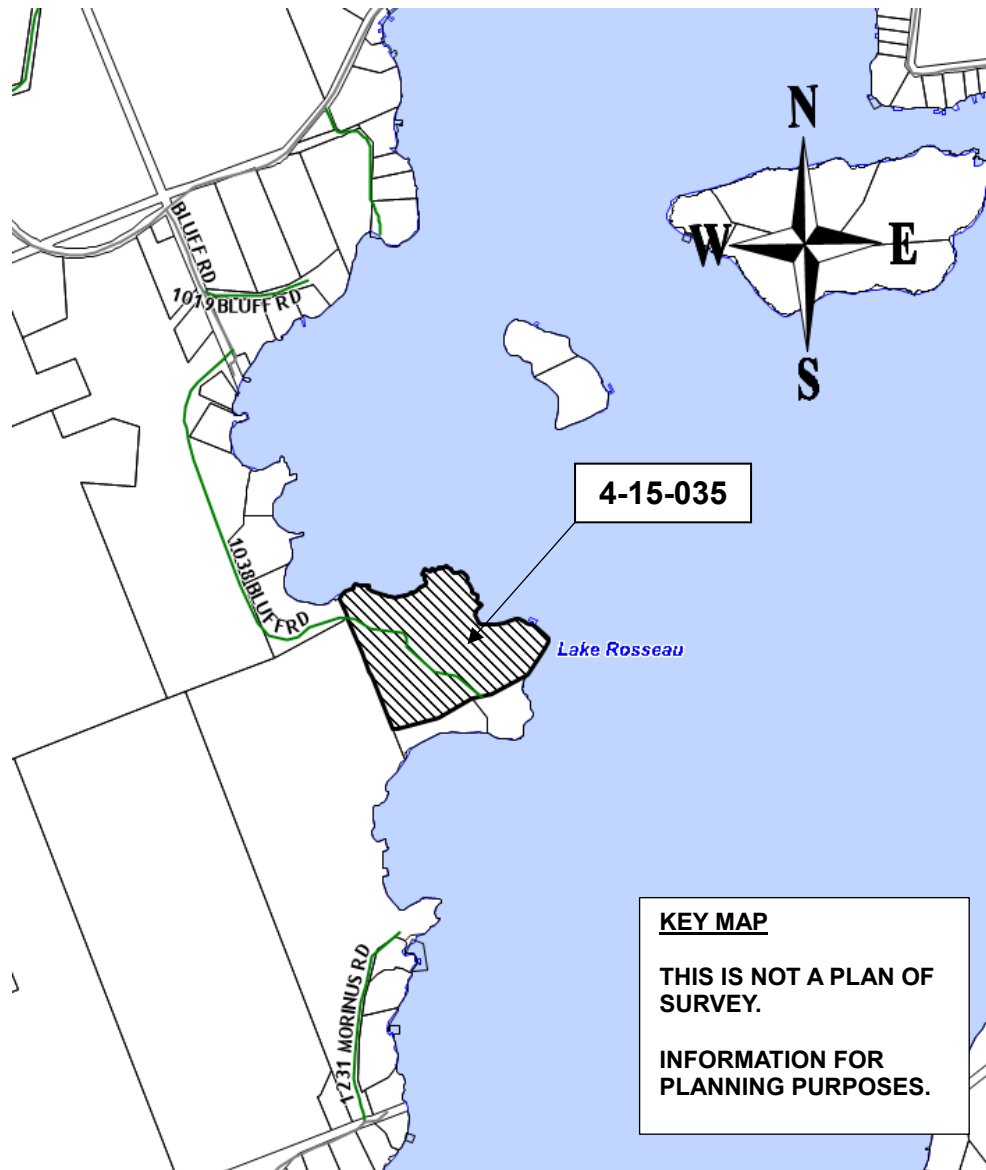 N
W
E
S
BLUFF RD
1019 BLUFF RD
4-15-035
1038 BLUFF RD
Lake Rosseau
KEY MAP
THIS IS NOT A PLAN OF
SURVEY.
INFORMATION FOR
PLANNING PURPOSES.
1231 MORINUS RD